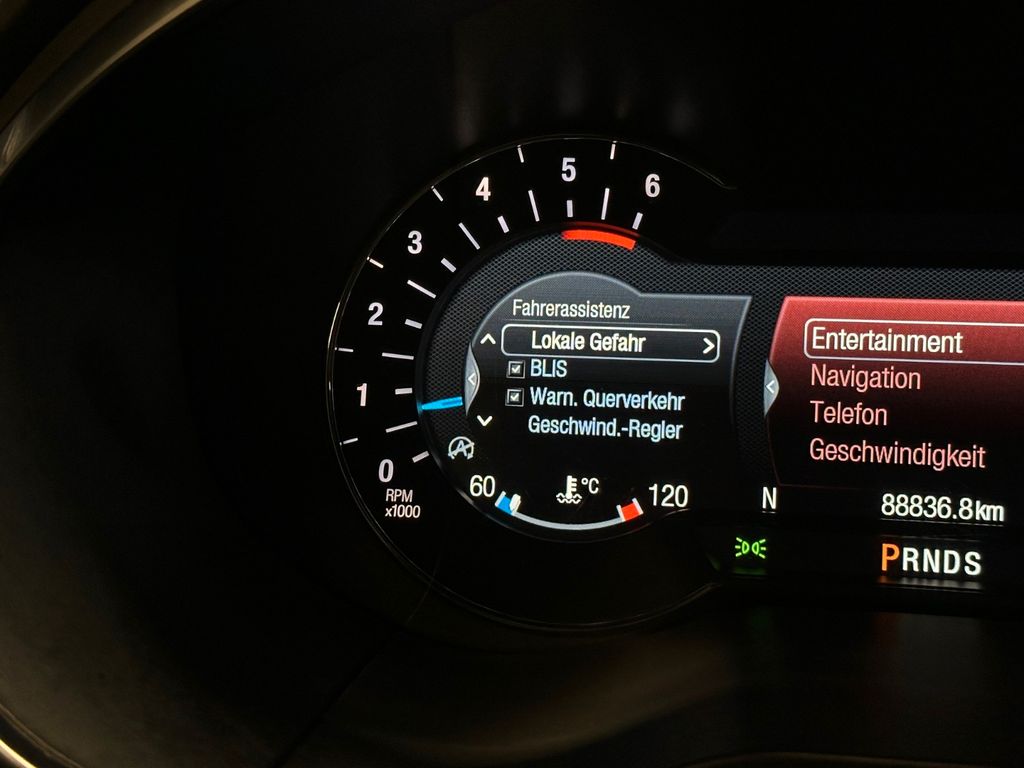 6
5
4
3
2
1
0
RPM
x1000
Fahrerassistenz
Lokale Gefahr
BLIS
Warn. Querverkehr
Geschwind.-Regler
60 °C 120
Entertainment
Navigation
Telefon
Geschwindigkeit
N 88836.8km
PRNDS